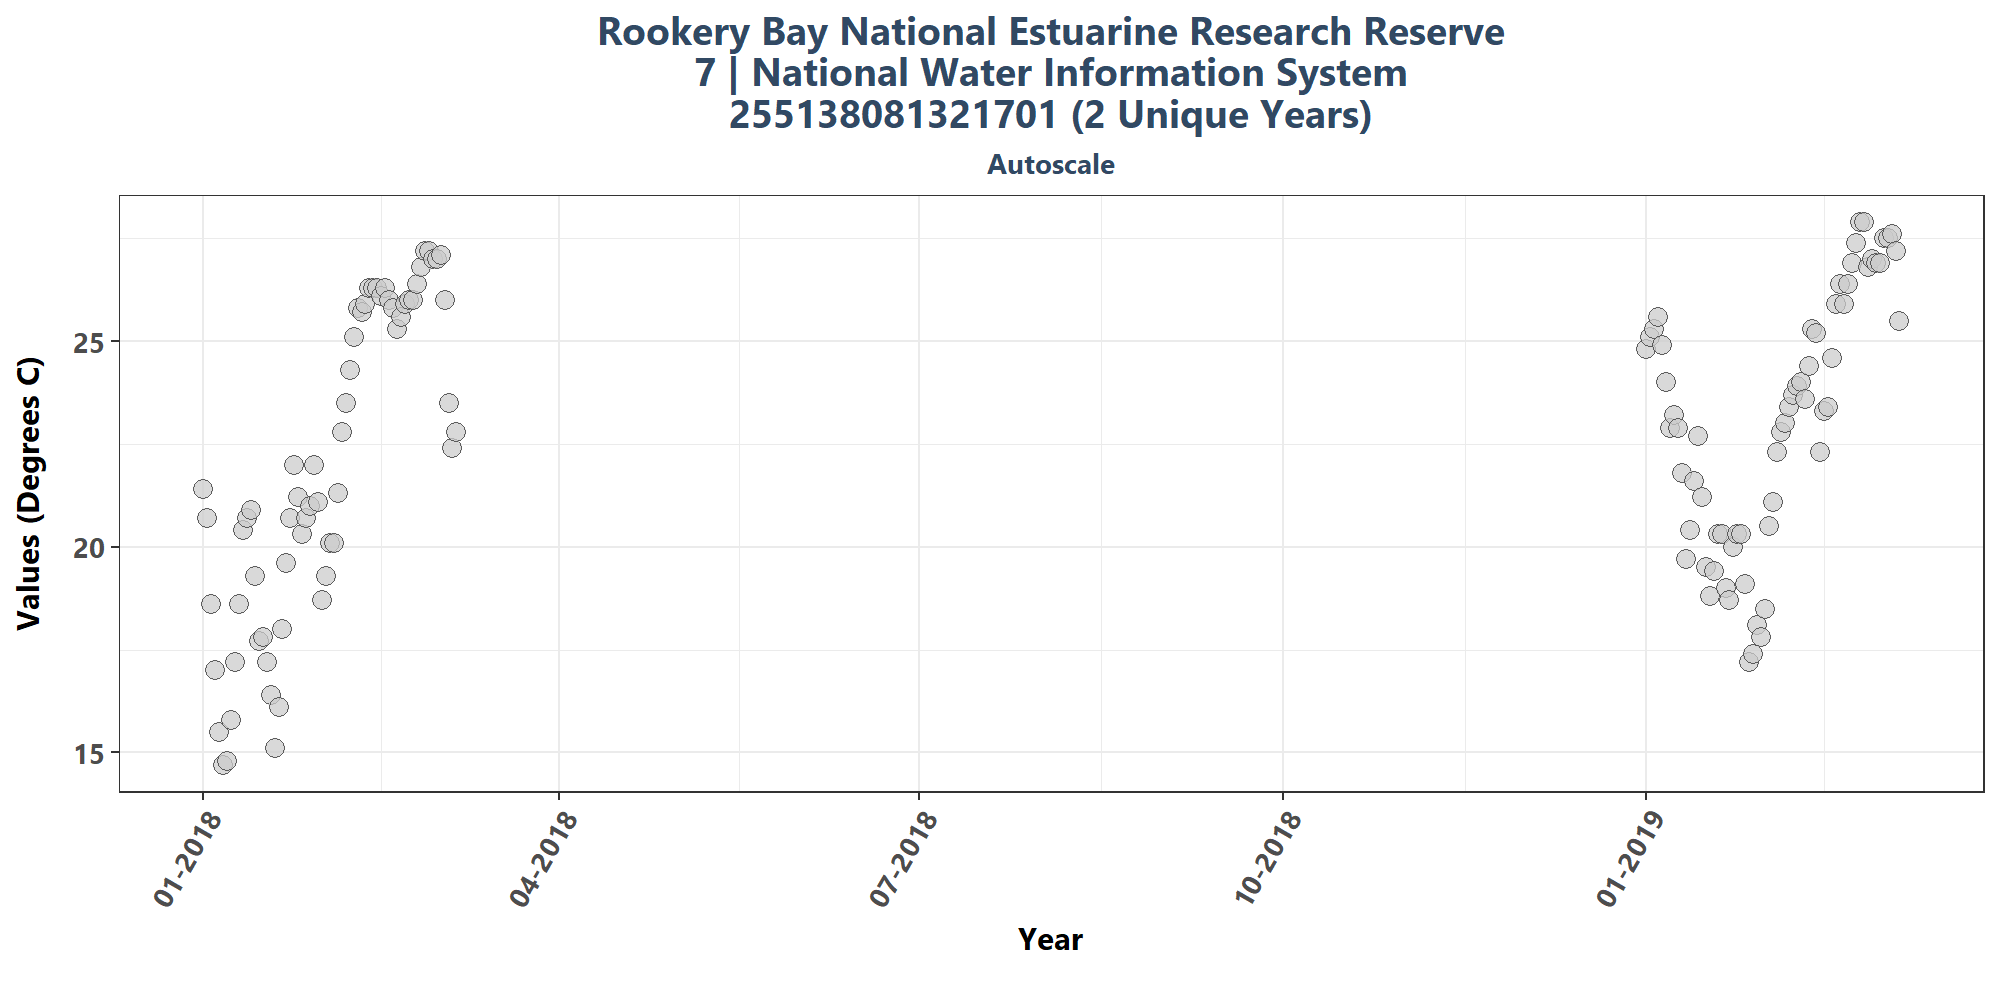 Rookery Bay National Estuarine Research Reserve
7 | National Water Information System
255138081321701 (2 Unique Years)
Autoscale
Values (Degrees C)
25
20
15
01-2018
04-2018
07-2018
10-2018
01-2019
Year